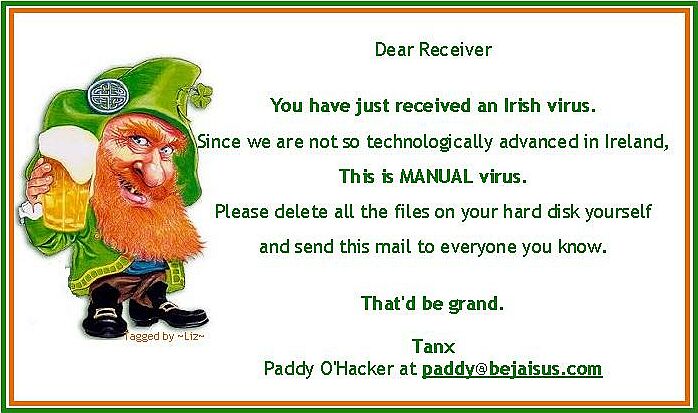 Dear Receiver
You have just received an Irish virus.
Since we are not so technologically advanced in Ireland,
This is MANUAL virus.
Please delete all the files on your hard disk yourself
and send this mail to everyone you know.
That'd be grand.
Tanx
Paddy O'Hacker at paddy@bejaisus.com
Tagged by ~Liz~